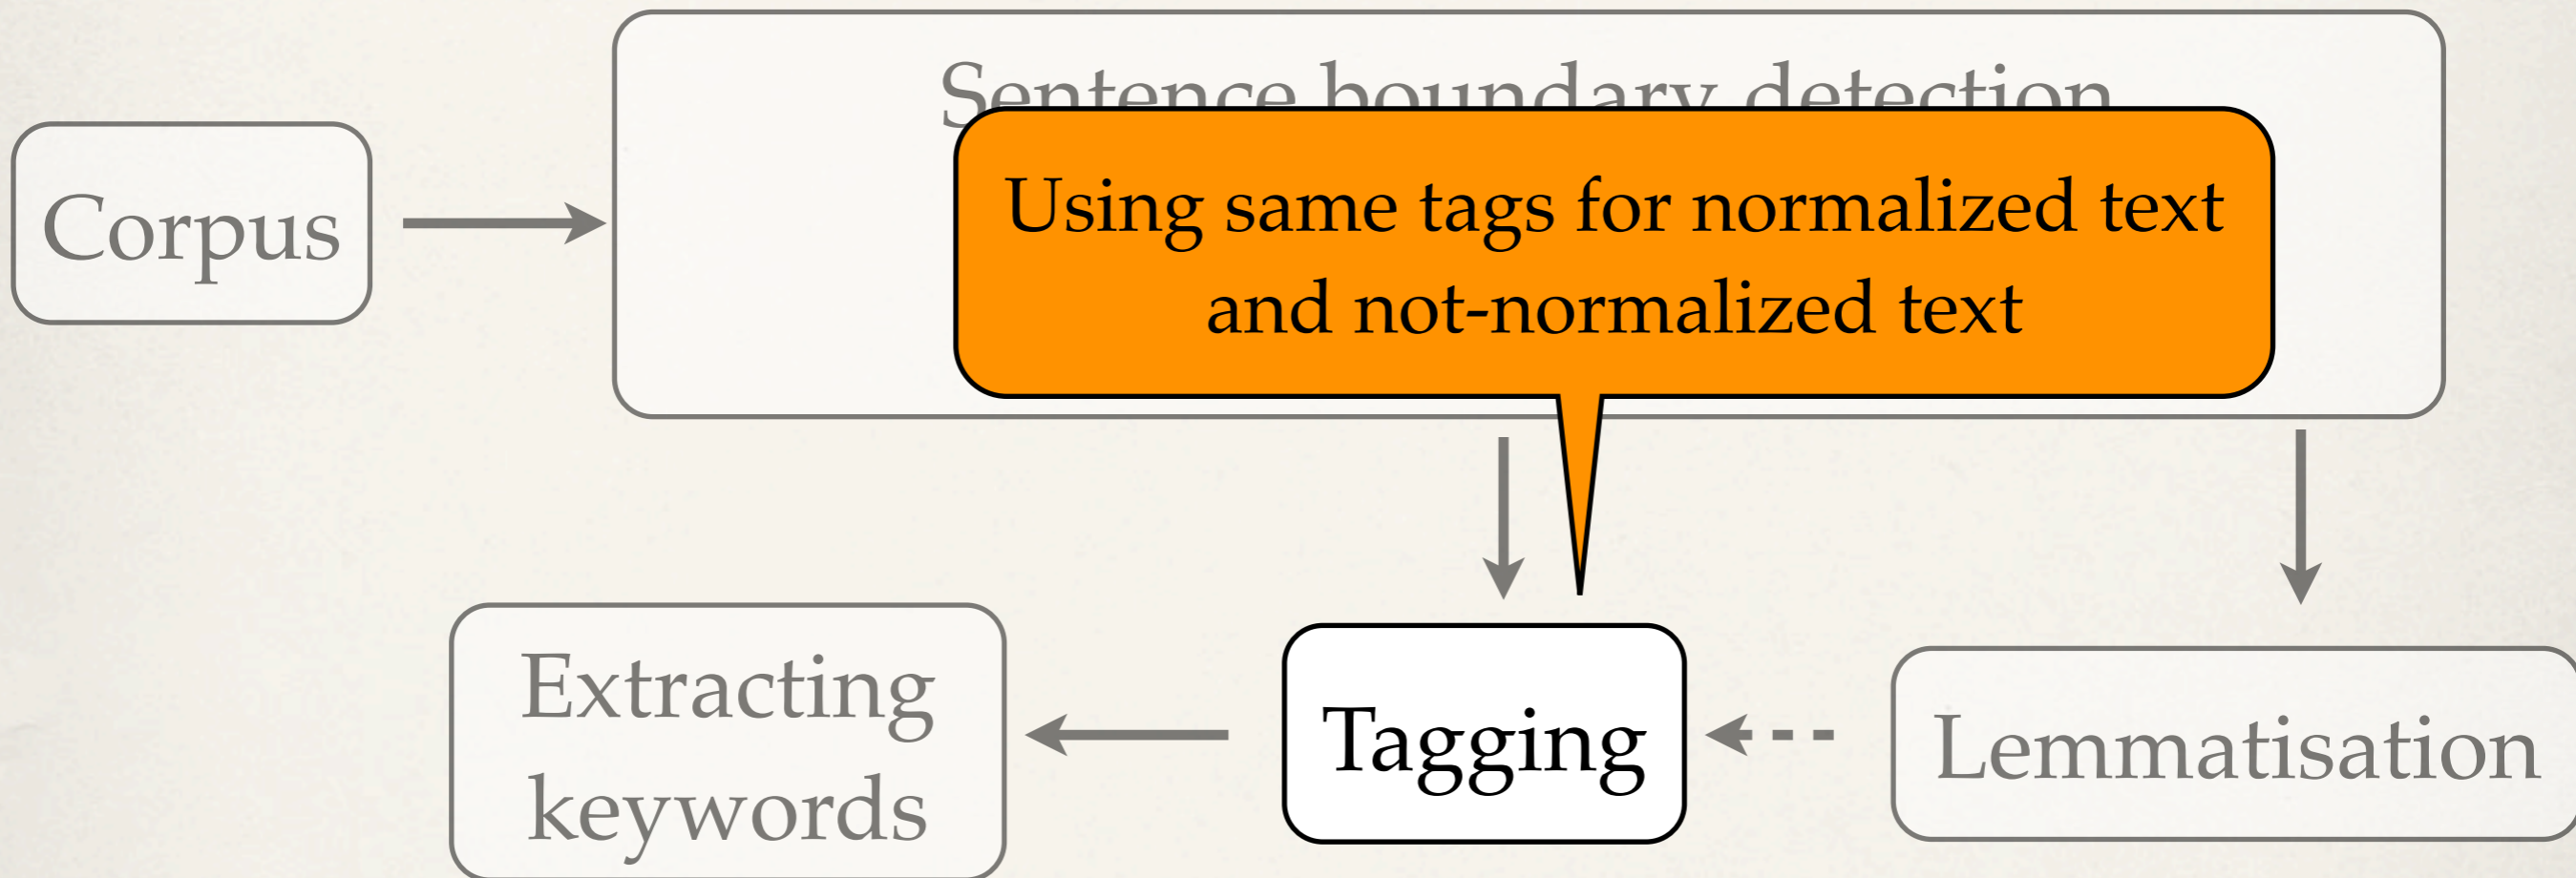 Sentence boundary detection
Corpus
Using same tags for normalized text
and not-normalized text
Extracting
keywords
Tagging
Lemmatisation